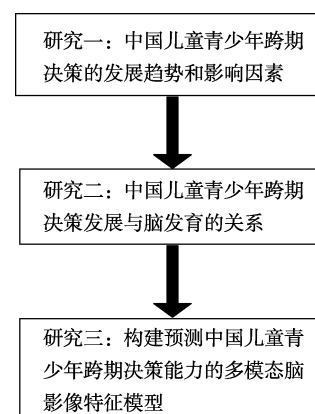 研究一：中国儿童青少年跨期
决策的发展趋势和影响因素
研究二：中国儿童青少年跨期
决策发展与脑发育的关系
研究三：构建预测中国儿童青
少年跨期决策能力的多模态脑
影像特征模型